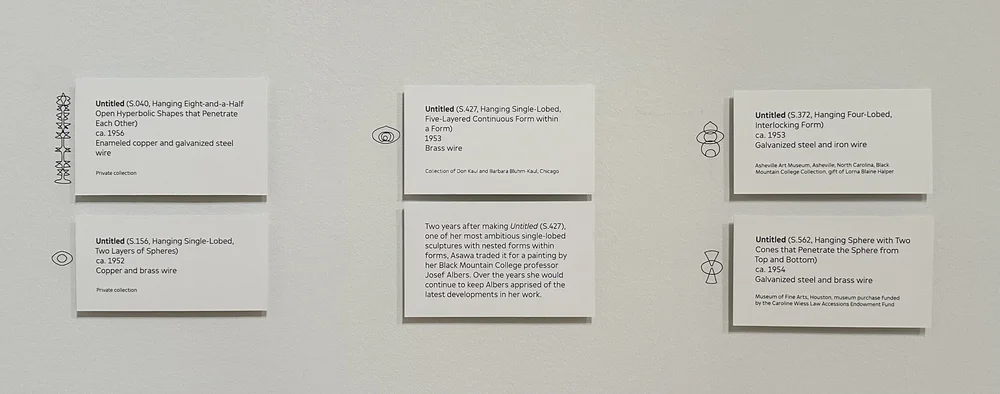 Untitled (S.040, Hanging Eight-and-a-Half
Open Hyperbolic Shapes that Penetrate
Each Other)
ca. 1956
Enameled copper and galvanized steel
wire
Private collection
Untitled (S.156, Hanging Single-Lobed,
Two Layers of Spheres)
ca. 1952
Copper and brass wire
Private collection
Untitled (S.427, Hanging Single-Lobed,
Five-Layered Continuous Form within
a Form)
1953
Brass wire
Collection of Don Kaul and Barbara Bluhm-Kaul, Chicago
Two years after making Untitled (S.427),
one of her most ambitious single-lobed
sculptures with nested forms within
forms, Asawa traded it for a painting by
her Black Mountain College professor
Josef Albers. Over the years she would
continue to keep Albers apprised of the
latest developments in her work.
Untitled (S.372, Hanging Four-Lobed,
Interlocking Form)
ca. 1953
Galvanized steel and iron wire
Asheville Art Museum, Asheville, North Carolina, Black
Mountain College Collection, gift of Lorna Blaine Halper
Untitled (S.562, Hanging Sphere with Two
Cones that Penetrate the Sphere from
Top and Bottom)
ca. 1954
Galvanized steel and brass wire
Museum of Fine Arts, Houston, museum purchase funded
by the Caroline Wiess Law Accessions Endowment Fund